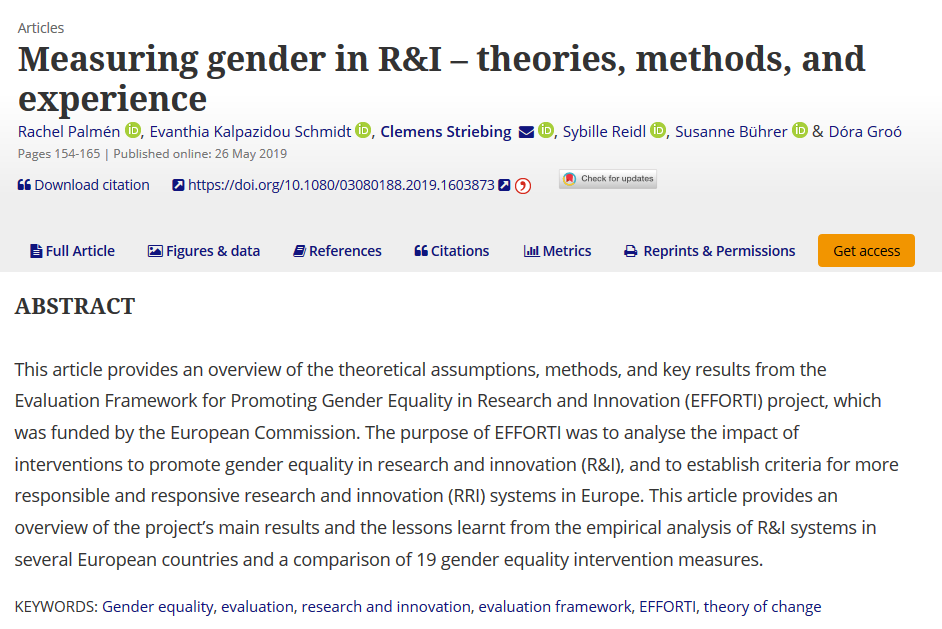 Articles
Measuring gender in R&I – theories, methods, and
experience
Rachel Palmén, Evanthia Kalpazidou Schmidt, Clemens Striebing, Sybille Reidl, Susanne Bührer & Dóra Groó
Pages 154-165 | Published online: 26 May 2019
Download citation https://doi.org/10.1080/03080188.2019.1603873 Check for updates
Full Article Figures & data References Citations Metrics Reprints & Permissions Get access
ABSTRACT
This article provides an overview of the theoretical assumptions, methods, and key results from the
Evaluation Framework for Promoting Gender Equality in Research and Innovation (EFFORTI) project, which
was funded by the European Commission. The purpose of EFFORTI was to analyse the impact of
interventions to promote gender equality in research and innovation (R&I), and to establish criteria for more
responsible and responsive research and innovation (RRI) systems in Europe. This article provides an
overview of the project’s main results and the lessons learnt from the empirical analysis of R&I systems in
several European countries and a comparison of 19 gender equality intervention measures.
KEYWORDS: Gender equality, evaluation, research and innovation, evaluation framework, EFFORTI, theory of change